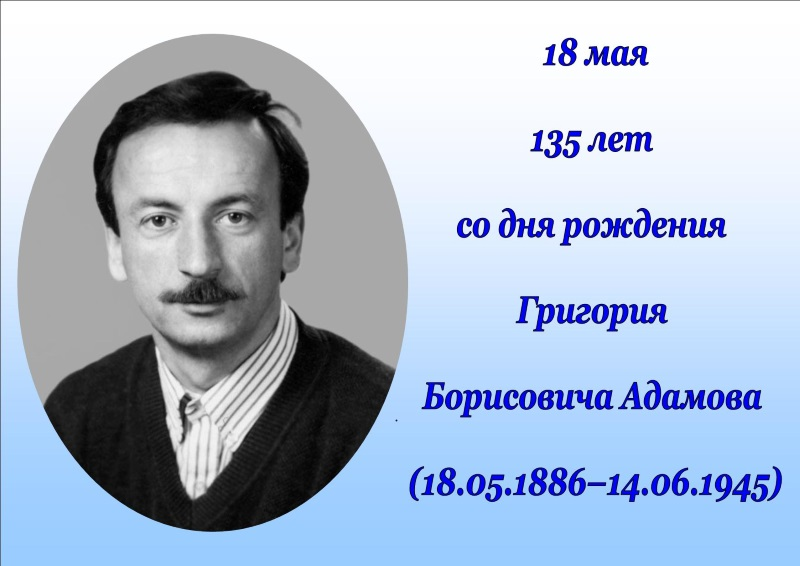 18 мая
135 лет
со дня рождения
Григория
Борисовича Адамова
(18.05.1886–14.06.1945)